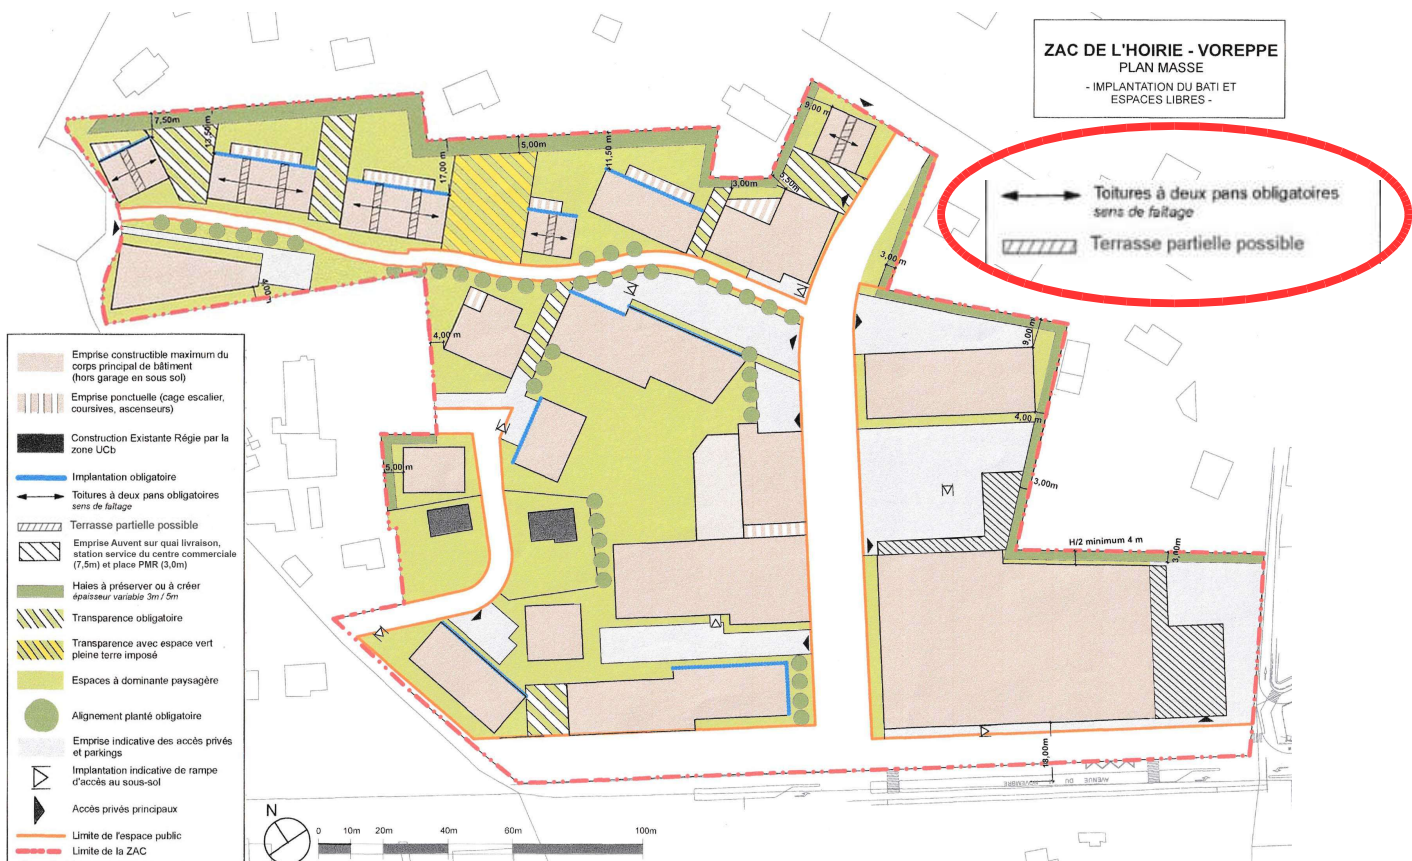 ZAC DE L'HOIRIE - VOREPPE
PLAN MASSE
- IMPLANTATION DU BATI ET
ESPACES LIBRES -
Toitures à deux pans obligatoires
sens de faîtage
Terrasse partielle possible
7,50m
12,50m
17,00 m
5,00m
11,50 m
3,00m
5,50m
9,00 m
3,00 m
4,00m
4,00 m
9,00 m
4,00 m
5,00 m
3,00m
H/2 minimum 4 m
3,00m
18,00m
AVENUE
DU
Emprise constructible maximum du
corps principal de bâtiment
(hors garage en sous sol)
Emprise ponctuelle (cage escalier,
coursives, ascenseurs)
Construction Existante Régie par la
zone UCb
Implantation obligatoire
Toitures à deux pans obligatoires
sens de faîtage
Terrasse partielle possible
Emprise Auvent sur quai livraison,
station service du centre commerciale
(7,5m) et place PMR (3,0m)
Haies à préserver ou à créer
épaisseur variable 3m / 5m
Transparence obligatoire
Transparence avec espace vert
pleine terre imposé
Espaces à dominante paysagère
Alignement planté obligatoire
Emprise indicative des accès privés
et parkings
Implantation indicative de rampe
d'accès au sous-sol
Accès privés principaux
Limite de l'espace public
Limite de la ZAC
N
0 10m 20m 40m 60m 100m